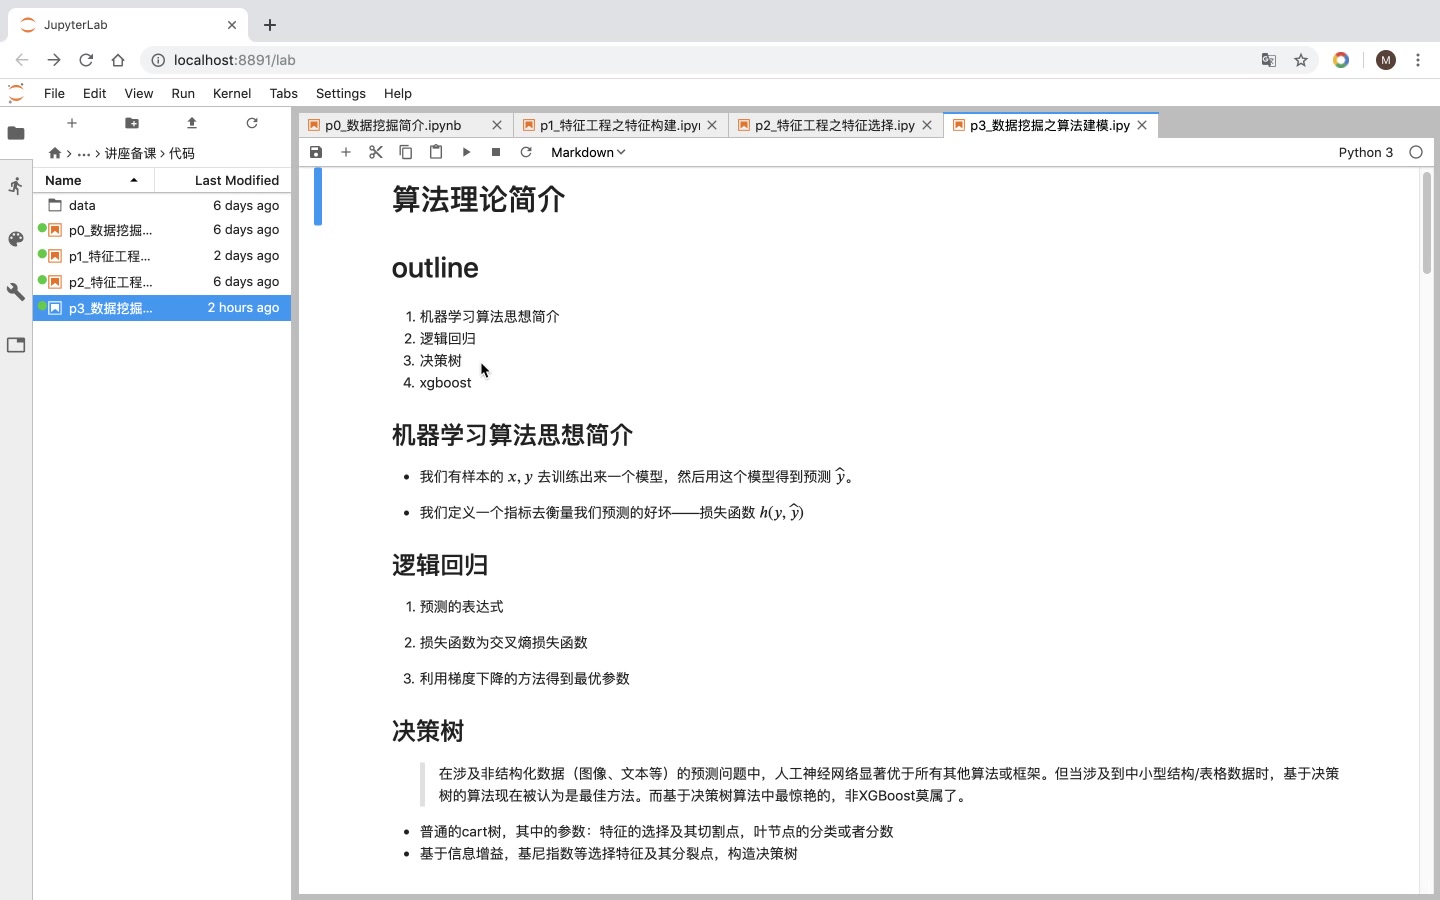 JupyterLab
localhost:8891/lab
M
File Edit View Run Kernel Tabs Settings Help
p0_数据挖掘简介.ipynb
p1_特征工程之特征构建.ipyı
p2_特征工程之特征选择.ipy
p3_数据挖掘之算法建模.ipy
… 讲座备课 代码
Markdown
Python 3
Name Last Modified
data 6 days ago
p0_数据挖掘... 6 days ago
p1_特征工程... 2 days ago
p2_特征工程... 6 days ago
p3_数据挖掘... 2 hours ago
算法理论简介
outline
1. 机器学习算法思想简介
2. 逻辑回归
3. 决策树
4. xgboost
机器学习算法思想简介
• 我们有样本的 x, y 去训练出来一个模型，然后用这个模型得到预测 ŷ。
• 我们定义一个指标去衡量我们预测的好坏——损失函数 h(y, ŷ)
逻辑回归
1. 预测的表达式
2. 损失函数为交叉熵损失函数
3. 利用梯度下降的方法得到最优参数
决策树
在涉及非结构化数据（图像、文本等）的预测问题中，人工神经网络显著优于所有其他算法或框架。但当涉及到中小型结构/表格数据时，基于决策
树的算法现在被认为是最佳方法。而基于决策树算法中最惊艳的，非XGBoost莫属了。
• 普通的cart树，其中的参数：特征的选择及其切割点，叶节点的分类或者分数
• 基于信息增益，基尼指数等选择特征及其分裂点，构造决策树